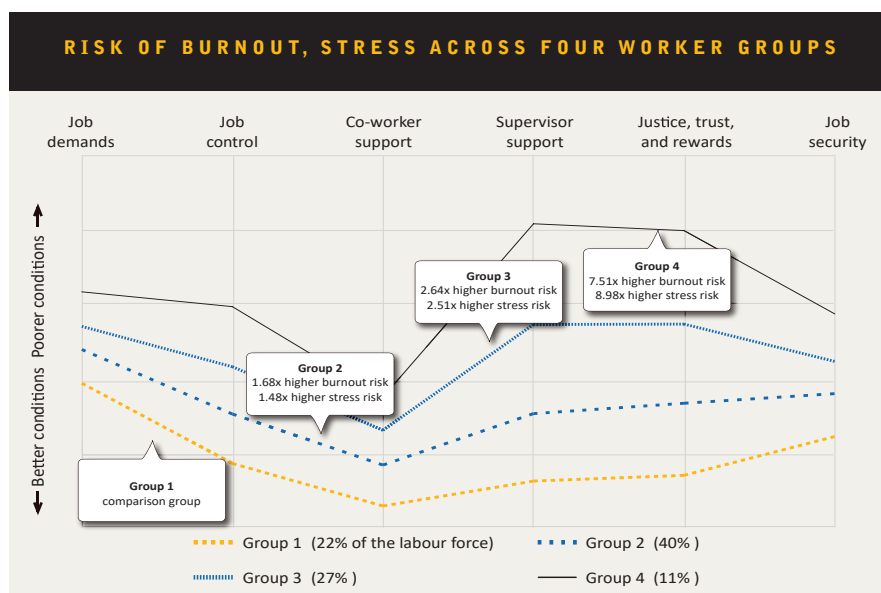 RISK OF BURNOUT, STRESS ACROSS FOUR WORKER GROUPS
Job
demands
Job
control
Co-worker
support
Supervisor
support
Justice, trust,
and rewards
Job
security
Better conditions Poorer conditions
Group 4
7.51x higher burnout risk
8.98x higher stress risk
Group 3
2.64x higher burnout risk
2.51x higher stress risk
Group 2
1.68x higher burnout risk
1.48x higher stress risk
Group 1
comparison group
Group 1 (22% of the labour force)
Group 2 (40% )
Group 3 (27% )
Group 4 (11% )